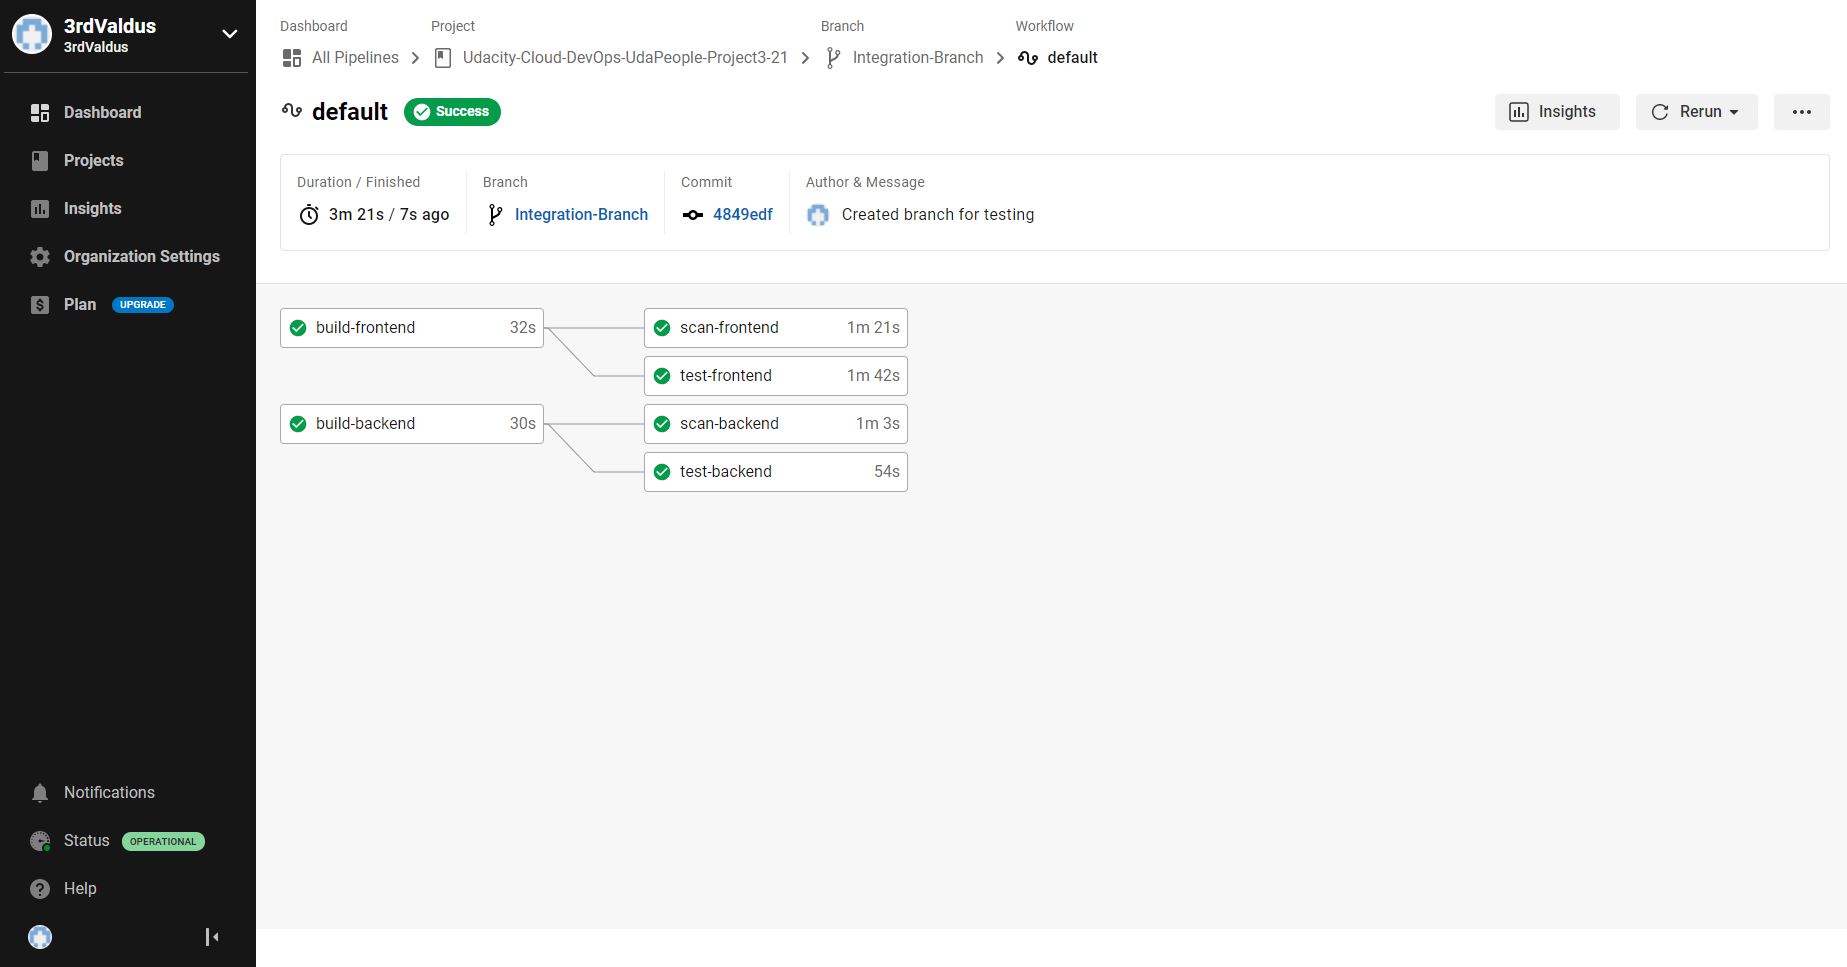 3rdValdus
3rdValdus
Dashboard
Projects
Insights
Organization Settings
Plan UPGRADE
Notifications
Status OPERATIONAL
Help
Dashboard Project Branch Workflow
All Pipelines Udacity-Cloud-DevOps-UdaPeople-Project3-21 Integration-Branch default
default Success Insights Rerun
Duration / Finished Branch Commit Author & Message
3m 21s / 7s ago Integration-Branch 4849edf Created branch for testing
build-frontend 32s scan-frontend 1m 21s
test-frontend 1m 42s
build-backend 30s scan-backend 1m 3s
test-backend 54s